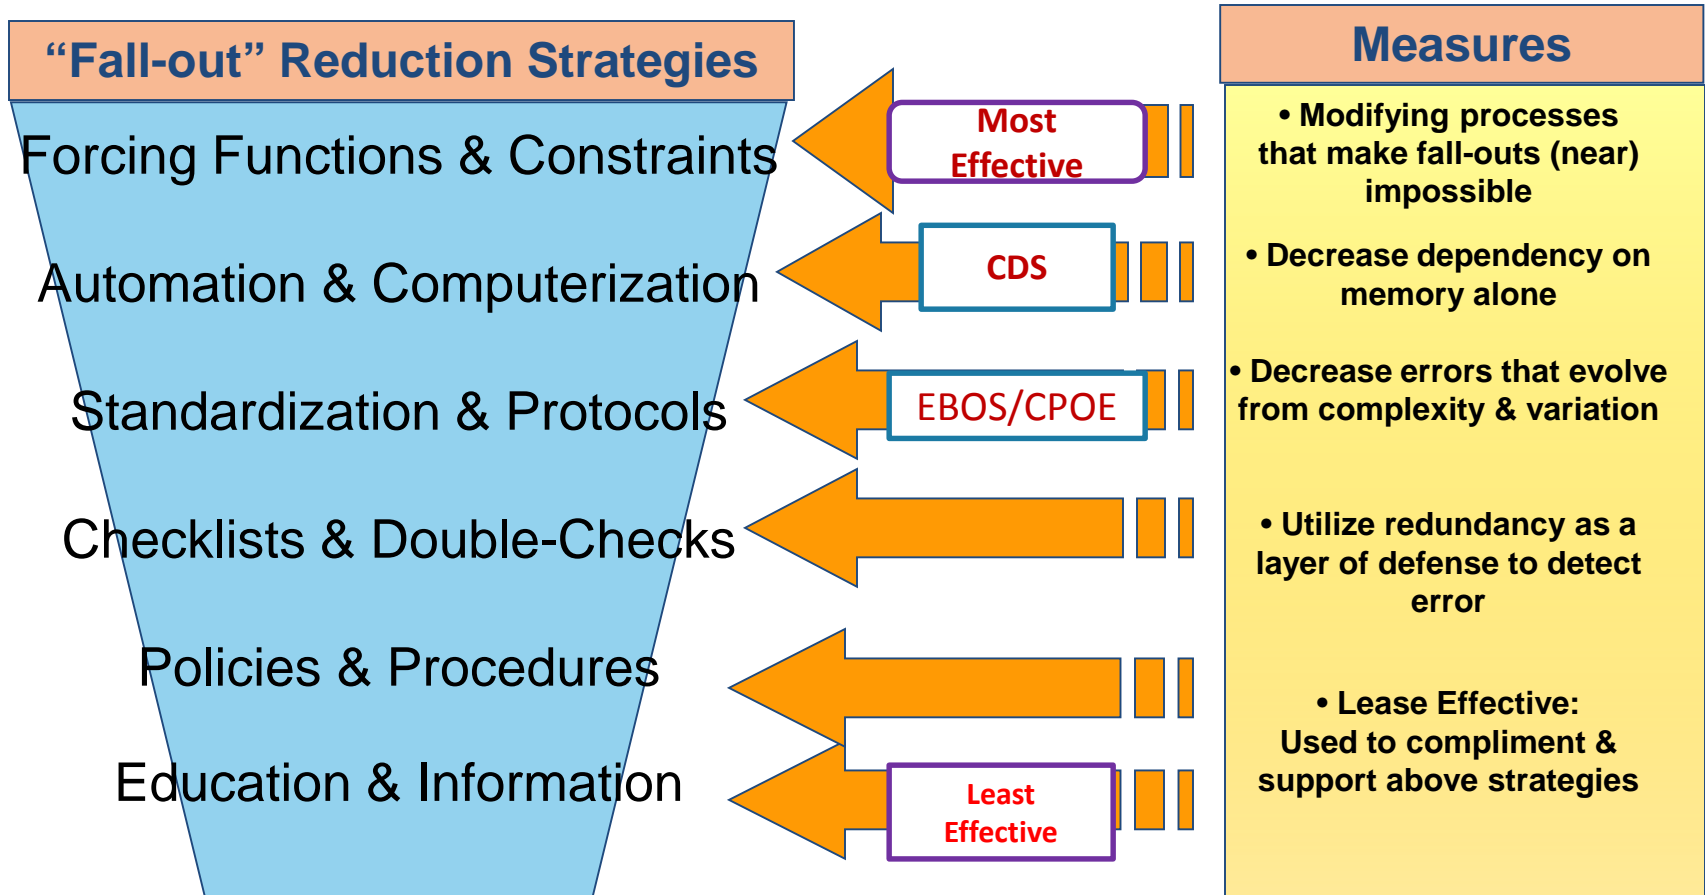 “Fall-out” Reduction Strategies
Forcing Functions & Constraints
Automation & Computerization
Standardization & Protocols
Checklists & Double-Checks
Policies & Procedures
Education & Information
Most
Effective
CDS
EBOS/CPOE
Least
Effective
Measures
• Modifying processes
that make fall-outs (near)
impossible
• Decrease dependency on
memory alone
• Decrease errors that evolve
from complexity & variation
• Utilize redundancy as a
layer of defense to detect
error
• Lease Effective:
Used to compliment &
support above strategies